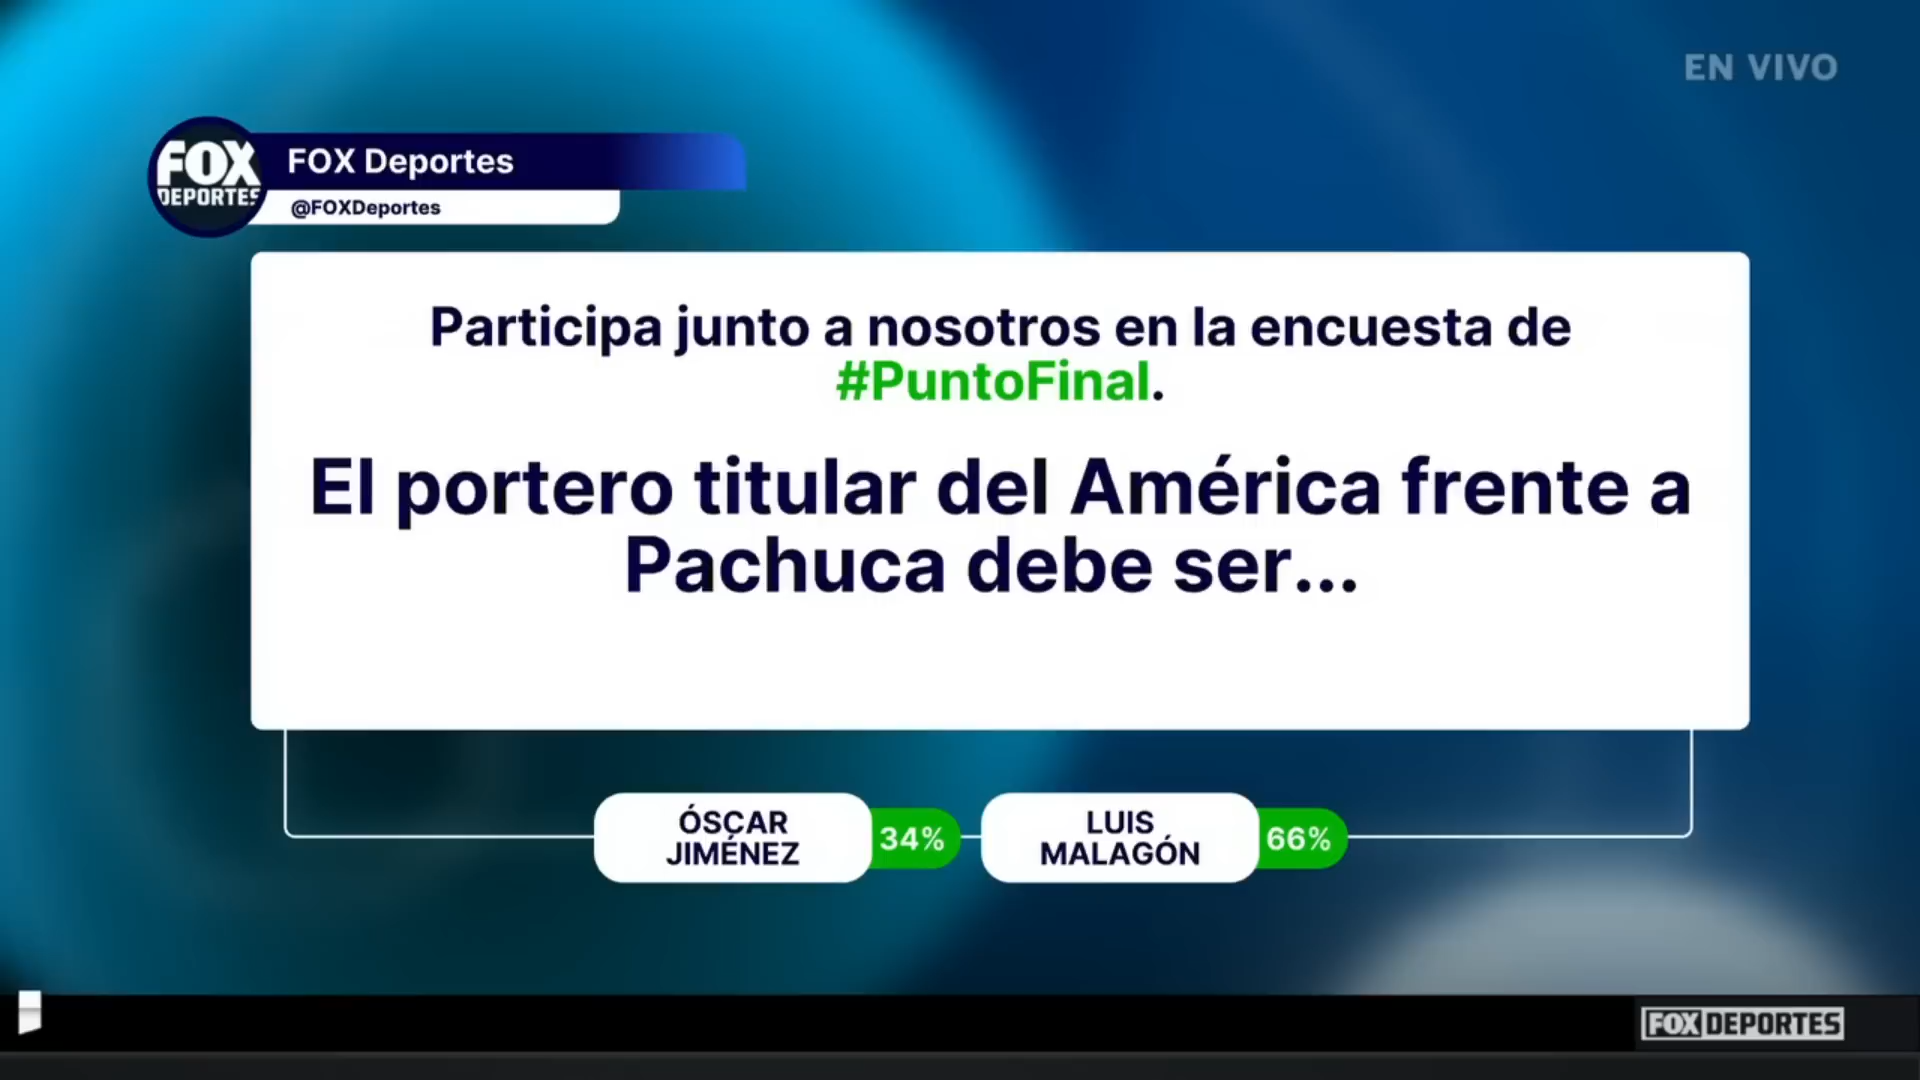 EN VIVO
FOX
DEPORTES
FOX Deportes
@FOXDeportes
Participa junto a nosotros en la encuesta de
#PuntoFinal.
El portero titular del América frente a
Pachuca debe ser...
ÓSCAR
JIMÉNEZ
34%
LUIS
MALAGÓN
66%
FOX DEPORTES